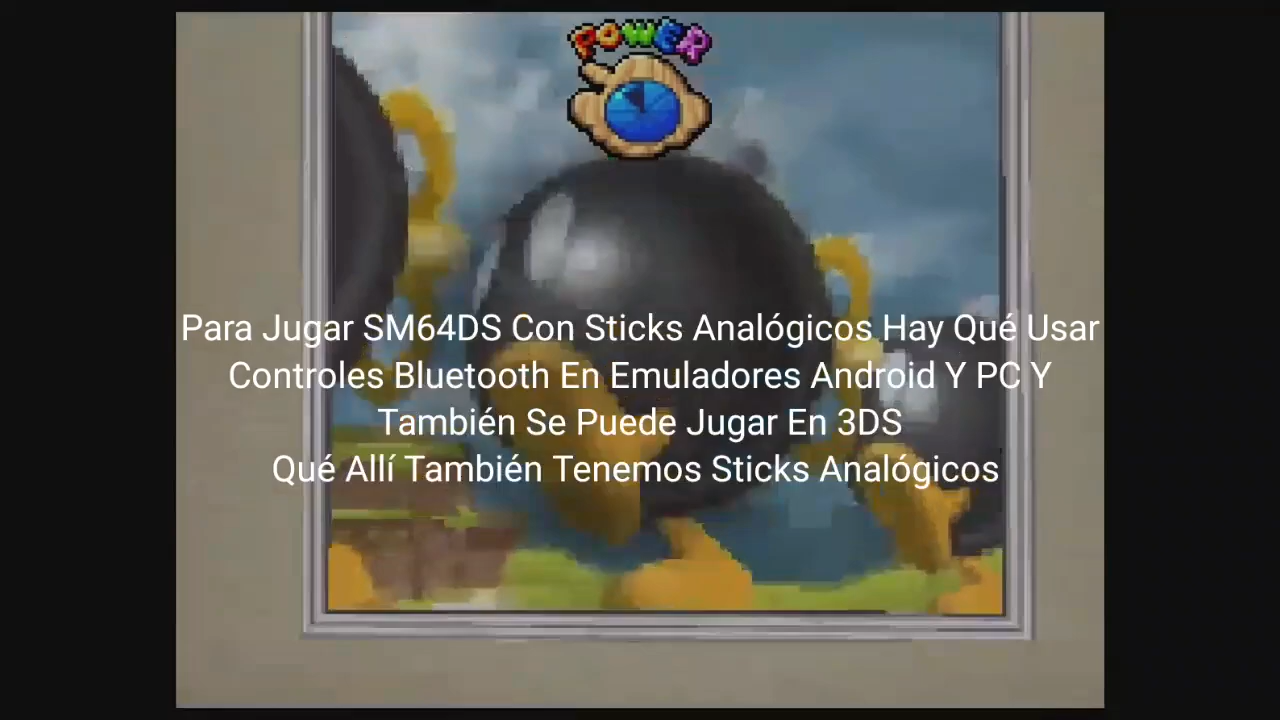 POWER
Para Jugar SM64DS Con Sticks Analógicos Hay Qué Usar
Controles Bluetooth En Emuladores Android Y PC Y
También Se Puede Jugar En 3DS
Qué Allí También Tenemos Sticks Analógicos